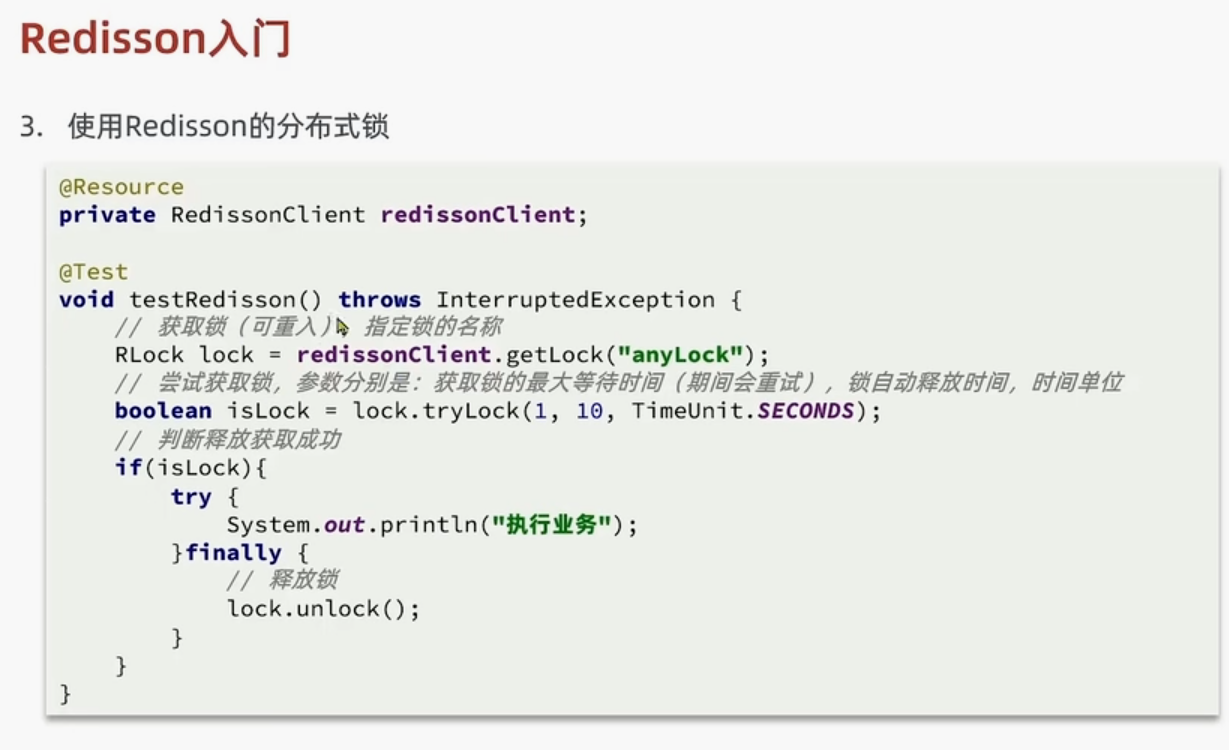 Redisson入门
3. 使用Redisson的分布式锁
@Resource
private RedissonClient redissonClient;
@Test
void testRedisson() throws InterruptedException {
// 获取锁（可重入） 指定锁的名称
RLock lock = redissonClient.getLock("anyLock");
// 尝试获取锁，参数分别是：获取锁的最大等待时间（期间会重试），锁自动释放时间，时间单位
boolean isLock = lock.tryLock(1, 10, TimeUnit.SECONDS);
// 判断释放获取成功
if(isLock){
try {
System.out.println("执行业务");
}finally {
// 释放锁
lock.unlock();
}
}
}